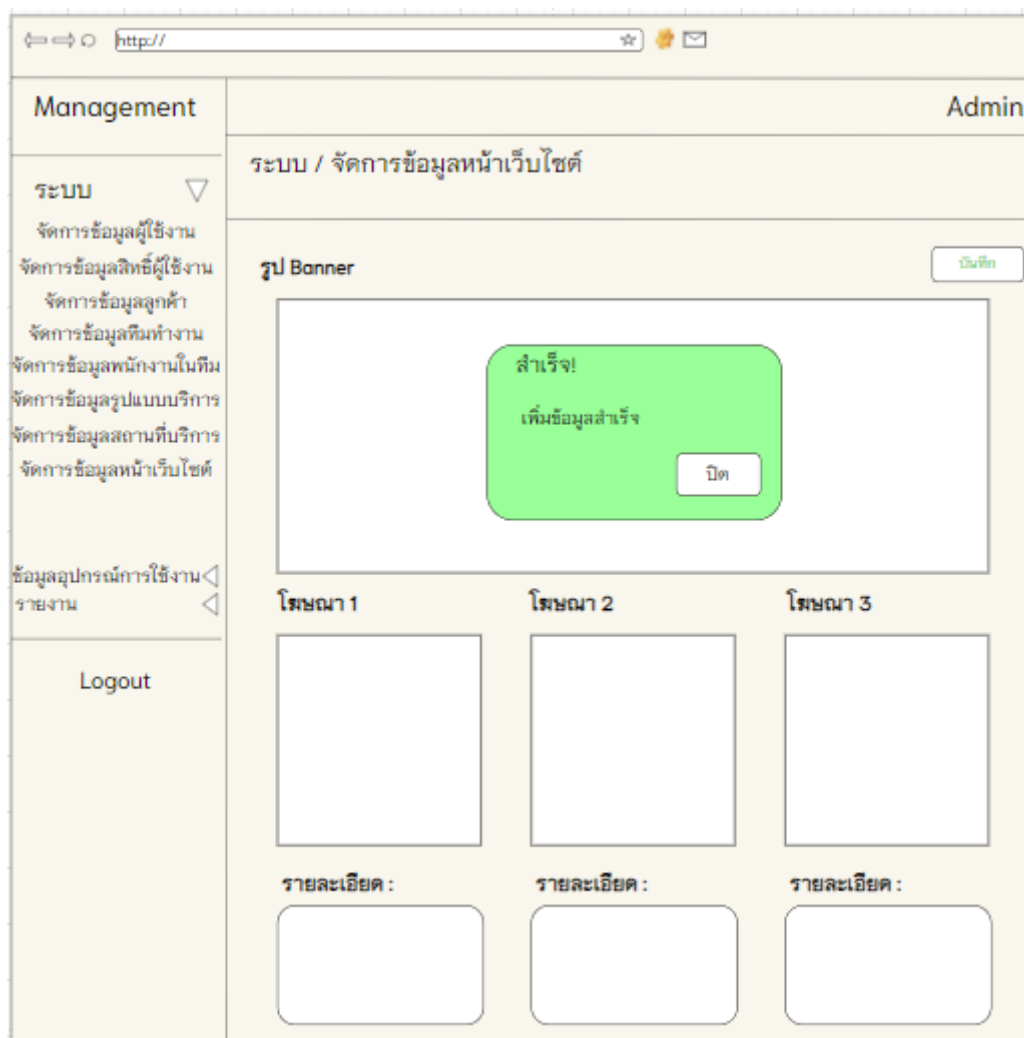 http://
Management
Admin
ระบบ / จัดการข้อมูลหน้าเว็บไซต์
ระบบ
จัดการข้อมูลผู้ใช้งาน
จัดการข้อมูลสิทธิ์ผู้ใช้งาน
จัดการข้อมูลลูกค้า
จัดการข้อมูลทีมทำงาน
จัดการข้อมูลพนักงานในทีม
จัดการข้อมูลรูปแบบบริการ
จัดการข้อมูลสถานที่บริการ
จัดการข้อมูลหน้าเว็บไซต์
ข้อมูลอุปกรณ์การใช้งาน
รายงาน
Logout
รูป Banner
บันทึก
สำเร็จ!
เพิ่มข้อมูลสำเร็จ
ปิด
โฆษณา 1
โฆษณา 2
โฆษณา 3
รายละเอียด :
รายละเอียด :
รายละเอียด :